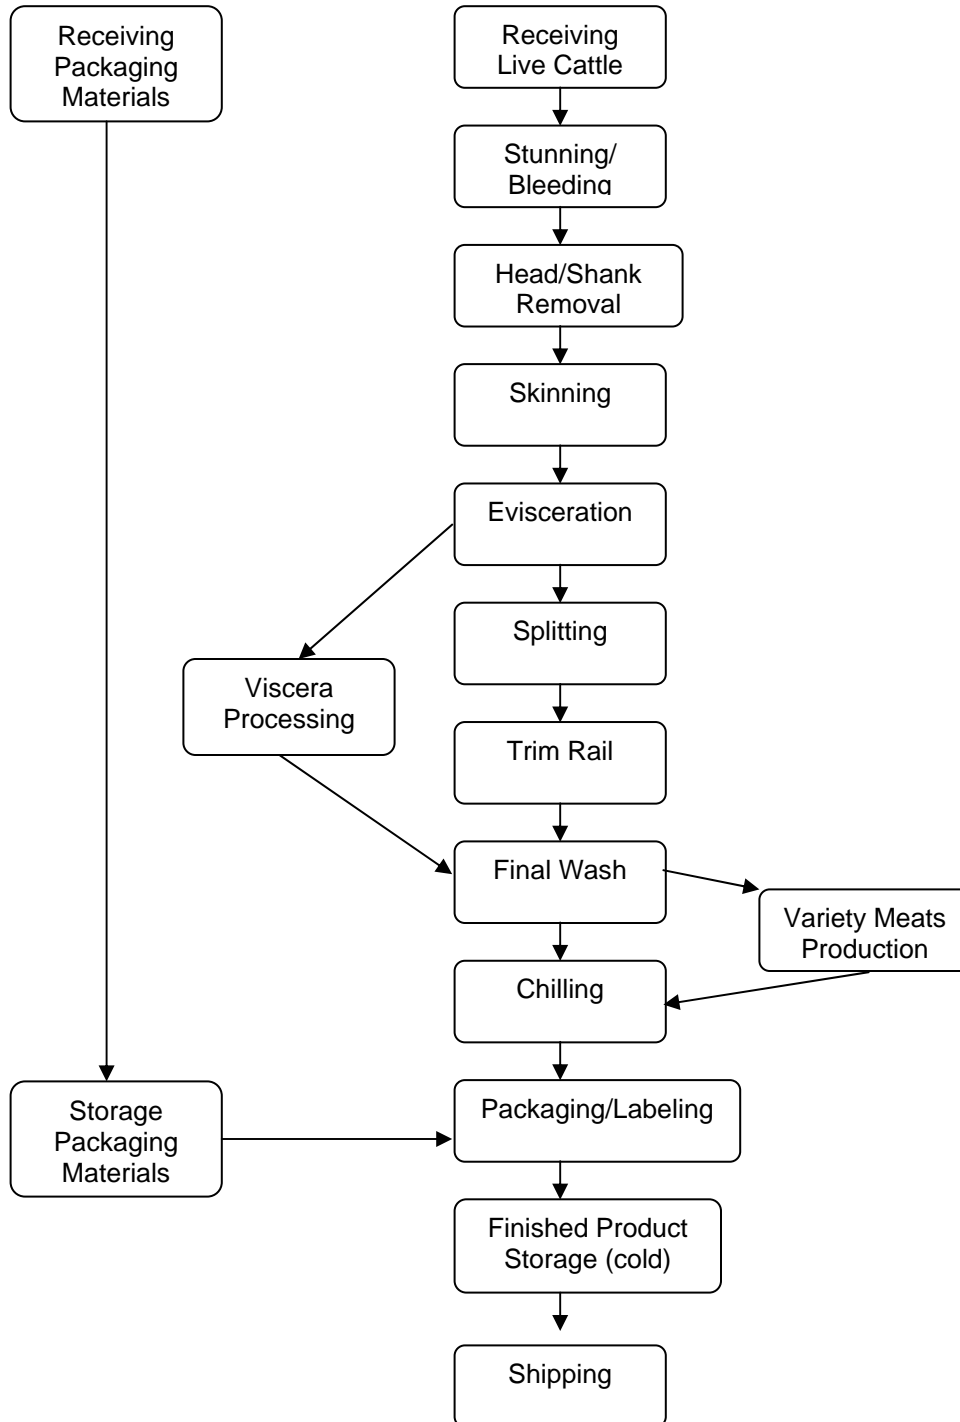 Receiving
Packaging
Materials
Receiving
Live Cattle
Stunning/
Bleeding
Head/Shank
Removal
Skinning
Evisceration
Splitting
Viscera
Processing
Trim Rail
Final Wash
Variety Meats
Production
Chilling
Storage
Packaging
Materials
Packaging/Labeling
Finished Product
Storage (cold)
Shipping